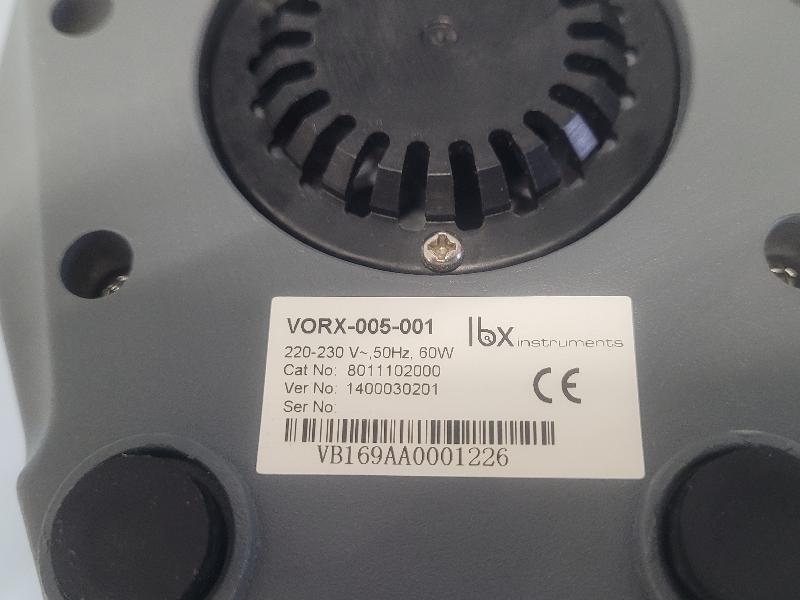 VORX-005-001
lbx instruments
220-230 V~,50Hz, 60W
Cat No: 8011102000
Ver No: 1400030201
CE
Ser No:
VB169AA0001226